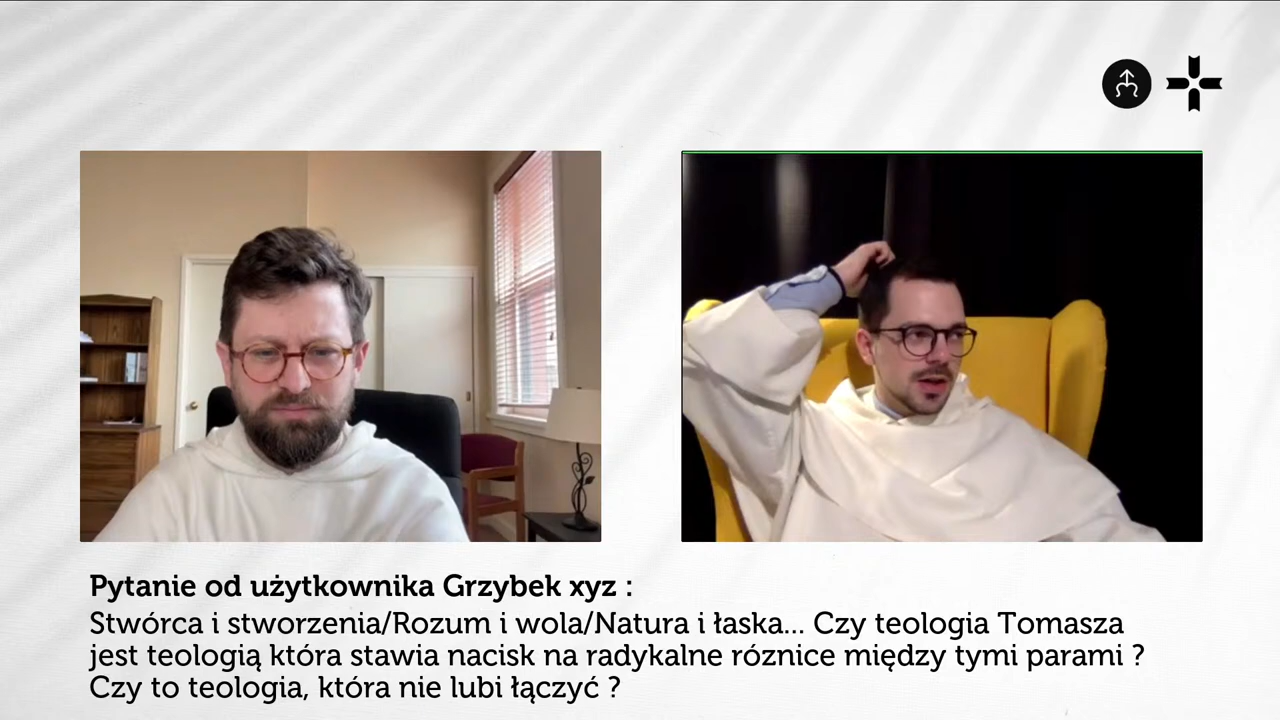 Pytanie od użytkownika Grzybek xyz :
Stwórca i stworzenia/Rozum i wola/Natura i łaska... Czy teologia Tomasza
jest teologią która stawia nacisk na radykalne róznice między tymi parami ?
Czy to teologia, która nie lubi łączyć ?